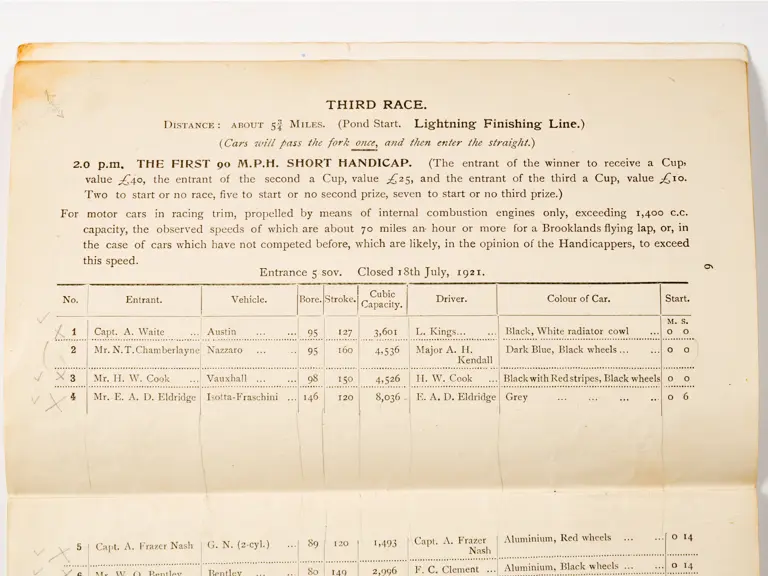 THIRD RACE.
DISTANCE: ABOUT 5¾ MILES. (Pond Start. Lightning Finishing Line.)
(Cars will pass the fork once, and then enter the straight.)
2.0 p.m. THE FIRST 90 M.P.H. SHORT HANDICAP. (The entrant of the winner to receive a Cup,
value £40, the entrant of the second a Cup, value £25, and the entrant of the third a Cup, value £10.
Two to start or no race, five to start or no second prize, seven to start or no third prize.)
For motor cars in racing trim, propelled by means of internal combustion engines only, exceeding 1,400 c.c.
capacity, the observed speeds of which are about 70 miles an hour or more for a Brooklands flying lap, or, in
the case of cars which have not competed before, which are likely, in the opinion of the Handicappers, to exceed
this speed.
9
Entrance 5 sov. Closed 18th July, 1921.
No. Entrant. Vehicle. Bore. Stroke. Cubic Capacity. Driver. Colour of Car. Start.
M. S.
1 Capt. A. Waite ... Austin ... ... 95 127 3,601 L. Kings... ... Black, White radiator cowl ... 0 0
2 Mr. N. T. Chamberlayne Nazzaro ... ... 95 160 4,536 Major A. H. Kendall Dark Blue, Black wheels ... ... 0 0
3 Mr. H. W. Cook ... Vauxhall ... ... 98 150 4,526 H. W. Cook ... Black with Red stripes, Black wheels 0 0
4 Mr. E. A. D. Eldridge Isotta-Fraschini ... 146 120 8,036 E. A. D. Eldridge Grey ... ... ... ... 0 6
5 Capt. A. Frazer Nash G. N. (2-cyl.) ... 89 120 1,493 Capt. A. Frazer Nash Aluminium, Red wheels ... ... 0 14
6 Mr. W. O. Bentley Bentley ... ... 80 149 2,996 F. C. Clement ... Aluminium, Black wheels ... ... 0 14